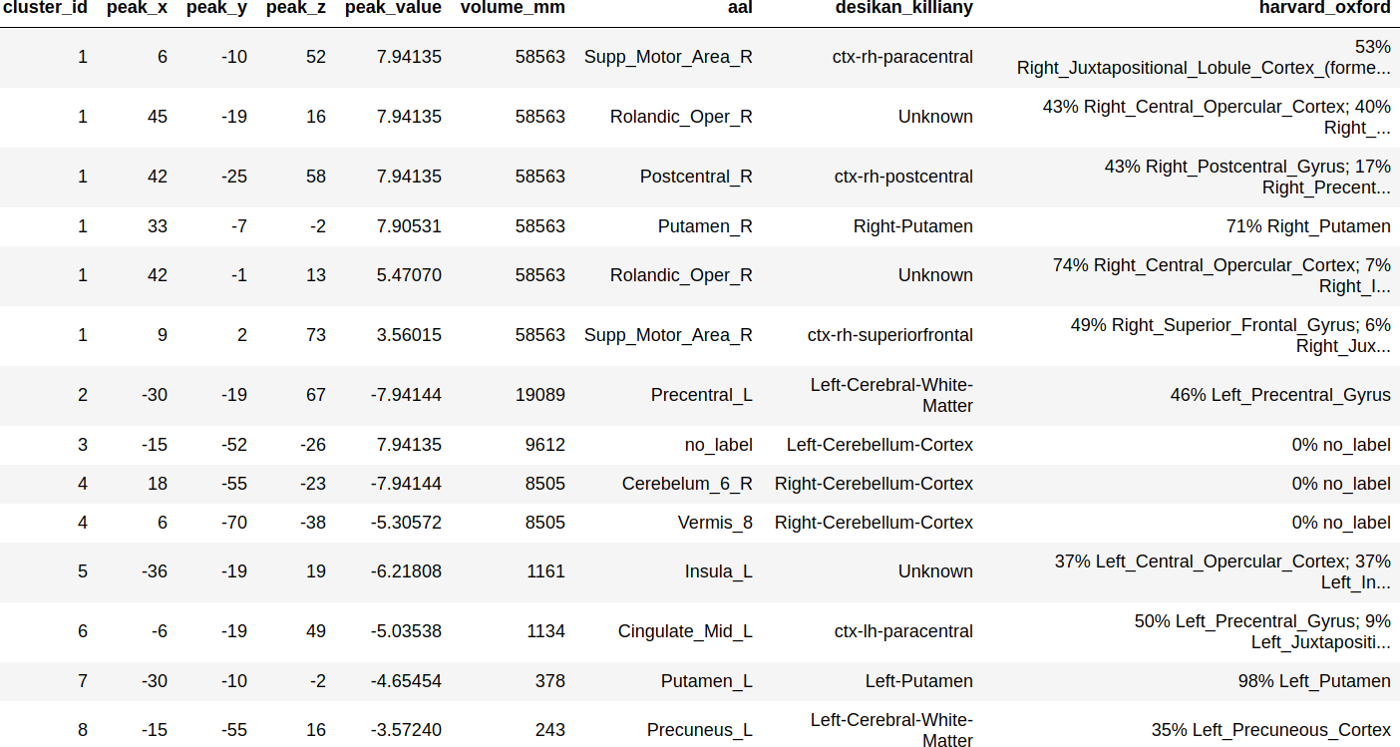 cluster_id peak_x peak_y peak_z peak_value volume_mm aal desikan_killiany harvard_oxford
1 6 -10 52 7.94135 58563 Supp_Motor_Area_R ctx-rh-paracentral 53%
Right_Juxtapositional_Lobule_Cortex_(forme...
1 45 -19 16 7.94135 58563 Rolandic_Oper_R Unknown 43% Right_Central_Opercular_Cortex; 40%
Right_...
1 42 -25 58 7.94135 58563 Postcentral_R ctx-rh-postcentral 43% Right_Postcentral_Gyrus; 17%
Right_Precent...
1 33 -7 -2 7.90531 58563 Putamen_R Right-Putamen 71% Right_Putamen
1 42 -1 13 5.47070 58563 Rolandic_Oper_R Unknown 74% Right_Central_Opercular_Cortex; 7%
Right_I...
1 9 2 73 3.56015 58563 Supp_Motor_Area_R ctx-rh-superiorfrontal 49% Right_Superior_Frontal_Gyrus; 6%
Right_Jux...
2 -30 -19 67 -7.94144 19089 Precentral_L Left-Cerebral-White-
Matter 46% Left_Precentral_Gyrus
3 -15 -52 -26 7.94135 9612 no_label Left-Cerebellum-Cortex 0% no_label
4 18 -55 -23 -7.94144 8505 Cerebelum_6_R Right-Cerebellum-Cortex 0% no_label
4 6 -70 -38 -5.30572 8505 Vermis_8 Right-Cerebellum-Cortex 0% no_label
5 -36 -19 19 -6.21808 1161 Insula_L Unknown 37% Left_Central_Opercular_Cortex; 37%
Left_In...
6 -6 -19 49 -5.03538 1134 Cingulate_Mid_L ctx-lh-paracentral 50% Left_Precentral_Gyrus; 9%
Left_Juxtapositi...
7 -30 -10 -2 -4.65454 378 Putamen_L Left-Putamen 98% Left_Putamen
8 -15 -55 16 -3.57240 243 Precuneus_L Left-Cerebral-White-
Matter 35% Left_Precuneous_Cortex